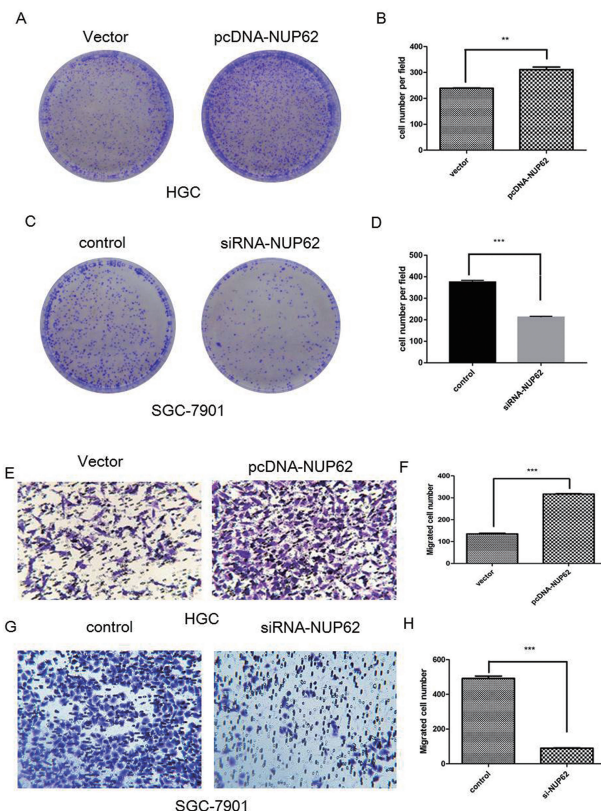 A
Vector
pcDNA-NUP62
HGC
B
cell number per field
400
300
200
100
0
**
vector
pcDNA-NUP62
C
control
siRNA-NUP62
SGC-7901
D
cell number per field
500
400
300
200
100
0
***
control
siRNA-NUP62
E
Vector
pcDNA-NUP62
HGC
F
Migrated cell number
400
300
200
100
0
***
vector
pcDNA-NUP62
G
control
siRNA-NUP62
SGC-7901
H
Migrated cell number
600
400
200
0
***
control
si-NUP62